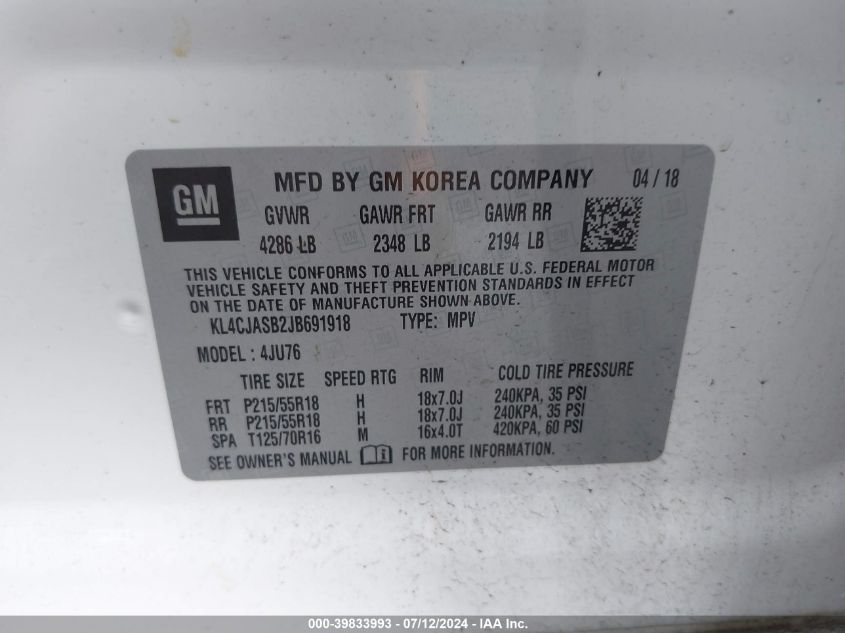 GM
MFD BY GM KOREA COMPANY 04 / 18
GVWR GAWR FRT GAWR RR
4286 LB 2348 LB 2194 LB
THIS VEHICLE CONFORMS TO ALL APPLICABLE U.S. FEDERAL MOTOR
VEHICLE SAFETY AND THEFT PREVENTION STANDARDS IN EFFECT
ON THE DATE OF MANUFACTURE SHOWN ABOVE.
KL4CJASB2JB691918 TYPE: MPV
MODEL : 4JU76
TIRE SIZE SPEED RTG RIM COLD TIRE PRESSURE
FRT P215/55R18 H 18x7.0J 240KPA, 35 PSI
RR P215/55R18 H 18x7.0J 240KPA, 35 PSI
SPA T125/70R16 M 16x4.0T 420KPA, 60 PSI
SEE OWNER'S MANUAL i FOR MORE INFORMATION.
000-39833993 - 07/12/2024 - IAA Inc.